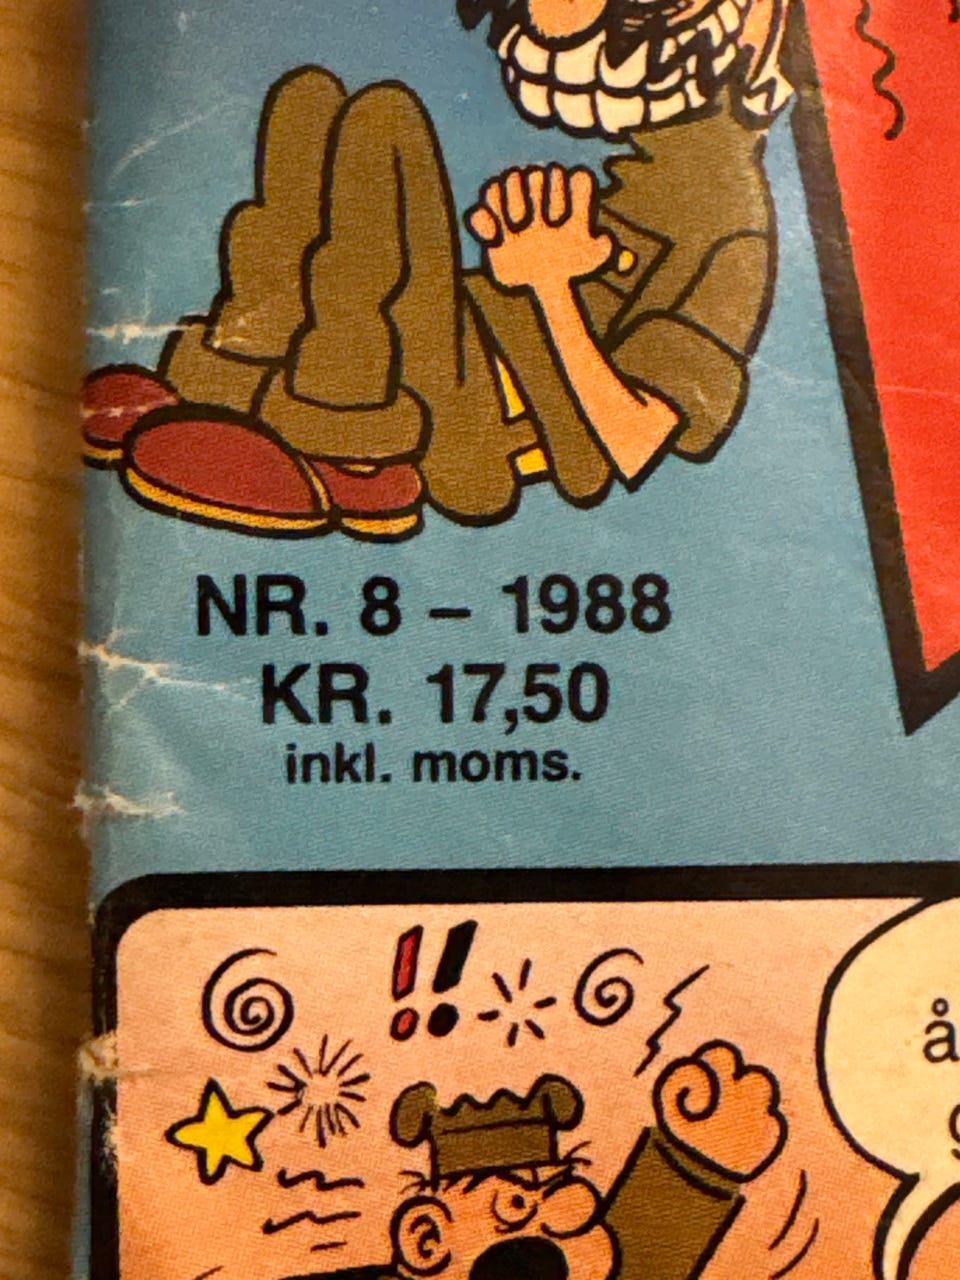 NR. 8 – 1988
KR. 17,50
inkl. moms.
!!
å